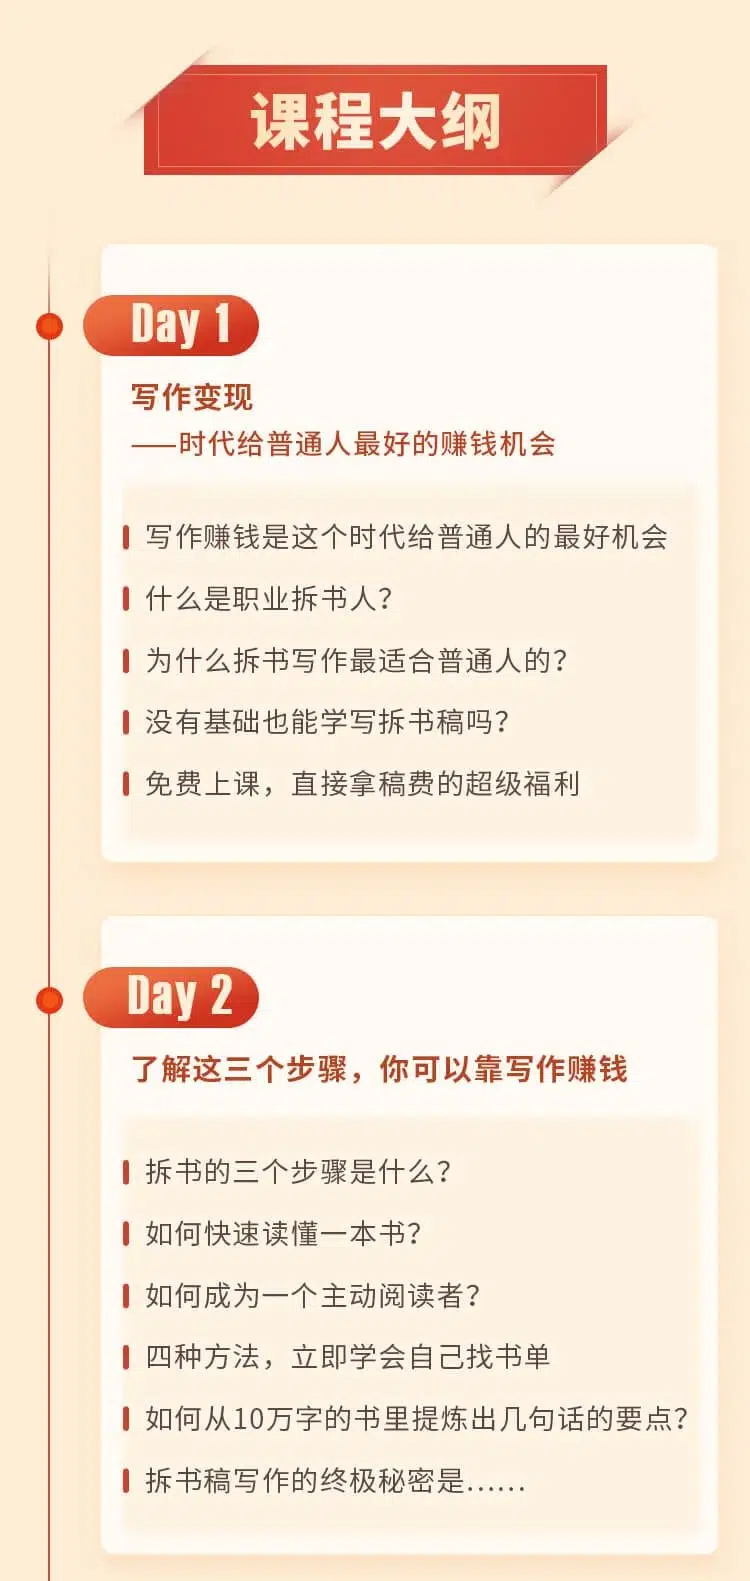 课程大纲
Day 1
写作变现
——时代给普通人最好的赚钱机会
写作赚钱是这个时代给普通人的最好机会
什么是职业拆书人？
为什么拆书写作最适合普通人的？
没有基础也能学写拆书稿吗？
免费上课，直接拿稿费的超级福利
Day 2
了解这三个步骤，你可以靠写作赚钱
拆书的三个步骤是什么？
如何快速读懂一本书？
如何成为一个主动阅读者？
四种方法，立即学会自己找书单
如何从10万字的书里提炼出几句话的要点？
拆书稿写作的终极秘密是……